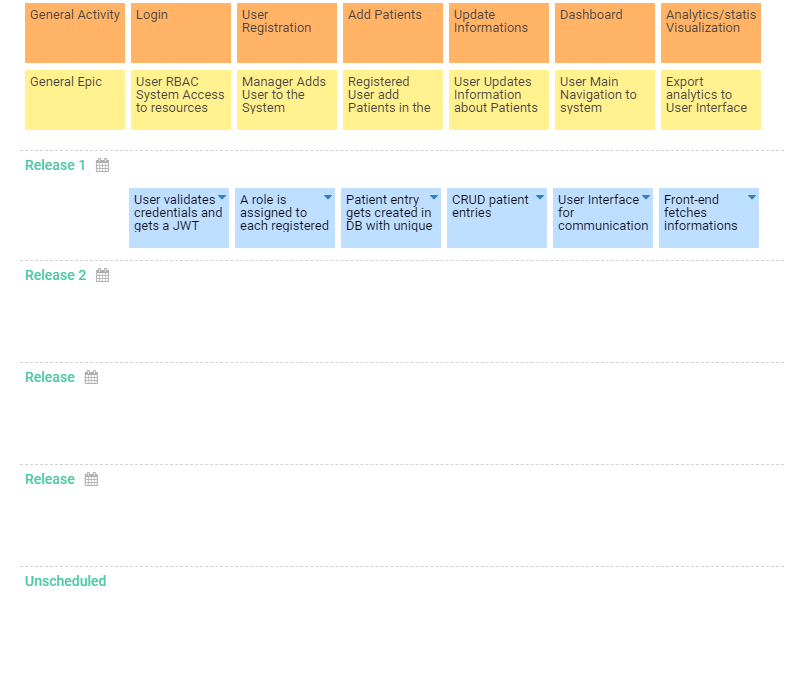 General Activity
Login
User
Registration
Add Patients
Update
Informations
Dashboard
Analytics/statis
Visualization
General Epic
User RBAC
System Access
to resources
Manager Adds
User to the
System
Registered
User add
Patients in the
User Updates
Information
about Patients
User Main
Navigation to
system
Export
analytics to
User Interface
Release 1
User validates
credentials and
gets a JWT
A role is
assigned to
each registered
Patient entry
gets created in
DB with unique
CRUD patient
entries
User Interface
for
communication
Front-end
fetches
informations
Release 2
Release
Release
Unscheduled